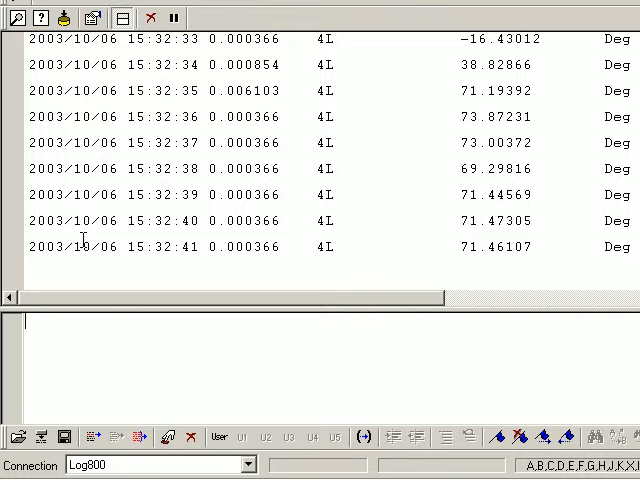 2003/10/06 15:32:33 0.000366 4L -16.43012 Deg
2003/10/06 15:32:34 0.000854 4L 38.82866 Deg
2003/10/06 15:32:35 0.006103 4L 71.19392 Deg
2003/10/06 15:32:36 0.000366 4L 73.87231 Deg
2003/10/06 15:32:37 0.000366 4L 73.00372 Deg
2003/10/06 15:32:38 0.000366 4L 69.29816 Deg
2003/10/06 15:32:39 0.000366 4L 71.44569 Deg
2003/10/06 15:32:40 0.000366 4L 71.47305 Deg
2003/10/06 15:32:41 0.000366 4L 71.46107 Deg
User U1 U2 U3 U4 U5
Connection Log800 A,B,C,D,E,F,G,H,J,K,X,